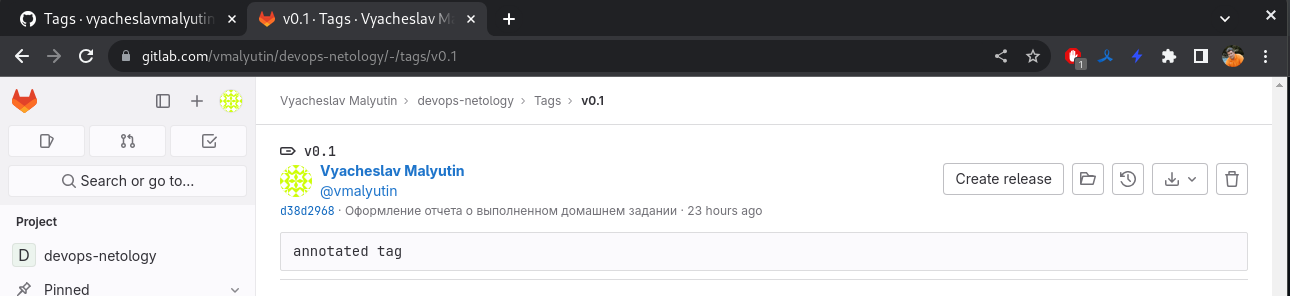 Tags · vyacheslavmalyutin
v0.1 · Tags · Vyacheslav M
gitlab.com/vmalyutin/devops-netology/-/tags/v0.1
1
Vyacheslav Malyutin › devops-netology › Tags › v0.1
v0.1
Vyacheslav Malyutin
@vmalyutin
Create release
d38d2968 · Оформление отчета о выполненном домашнем задании · 23 hours ago
annotated tag
Search or go to...
Project
D devops-netology
Pinned